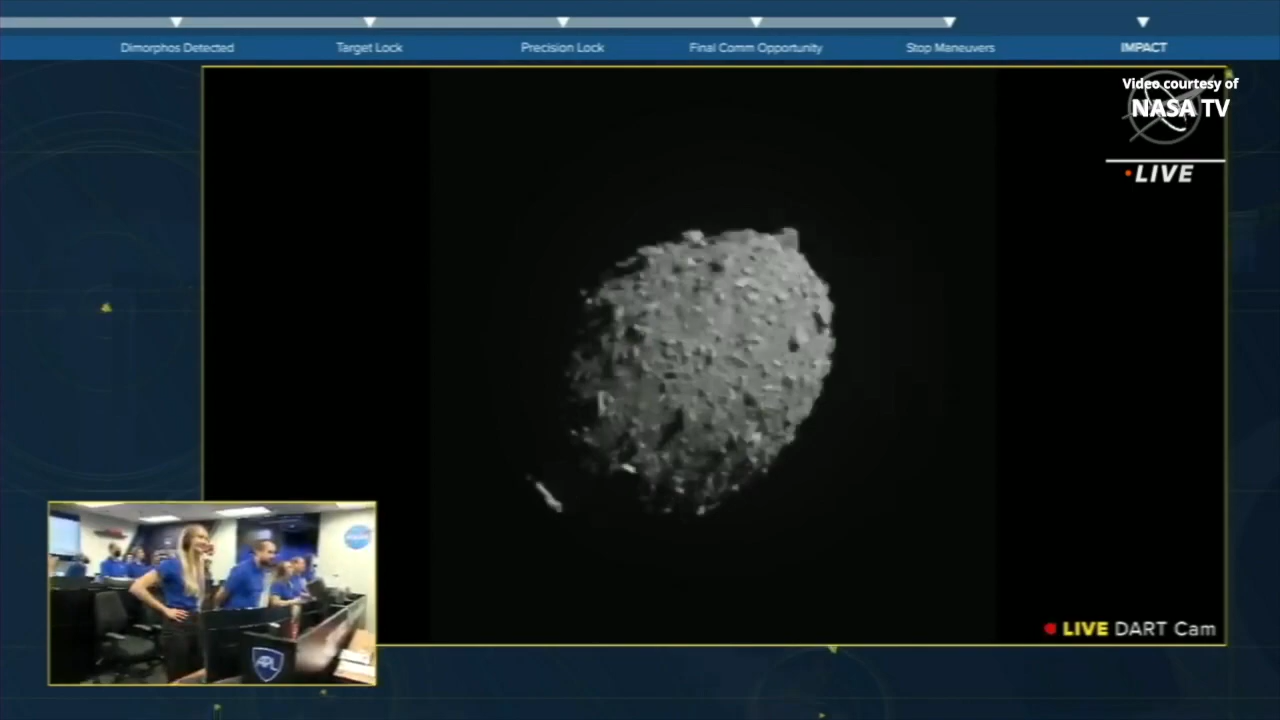 Dimorphos Detected
Target Lock
Precision Lock
Final Comm Opportunity
Stop Maneuvers
IMPACT
Video courtesy of
NASA TV
LIVE
APL
LIVE DART Cam